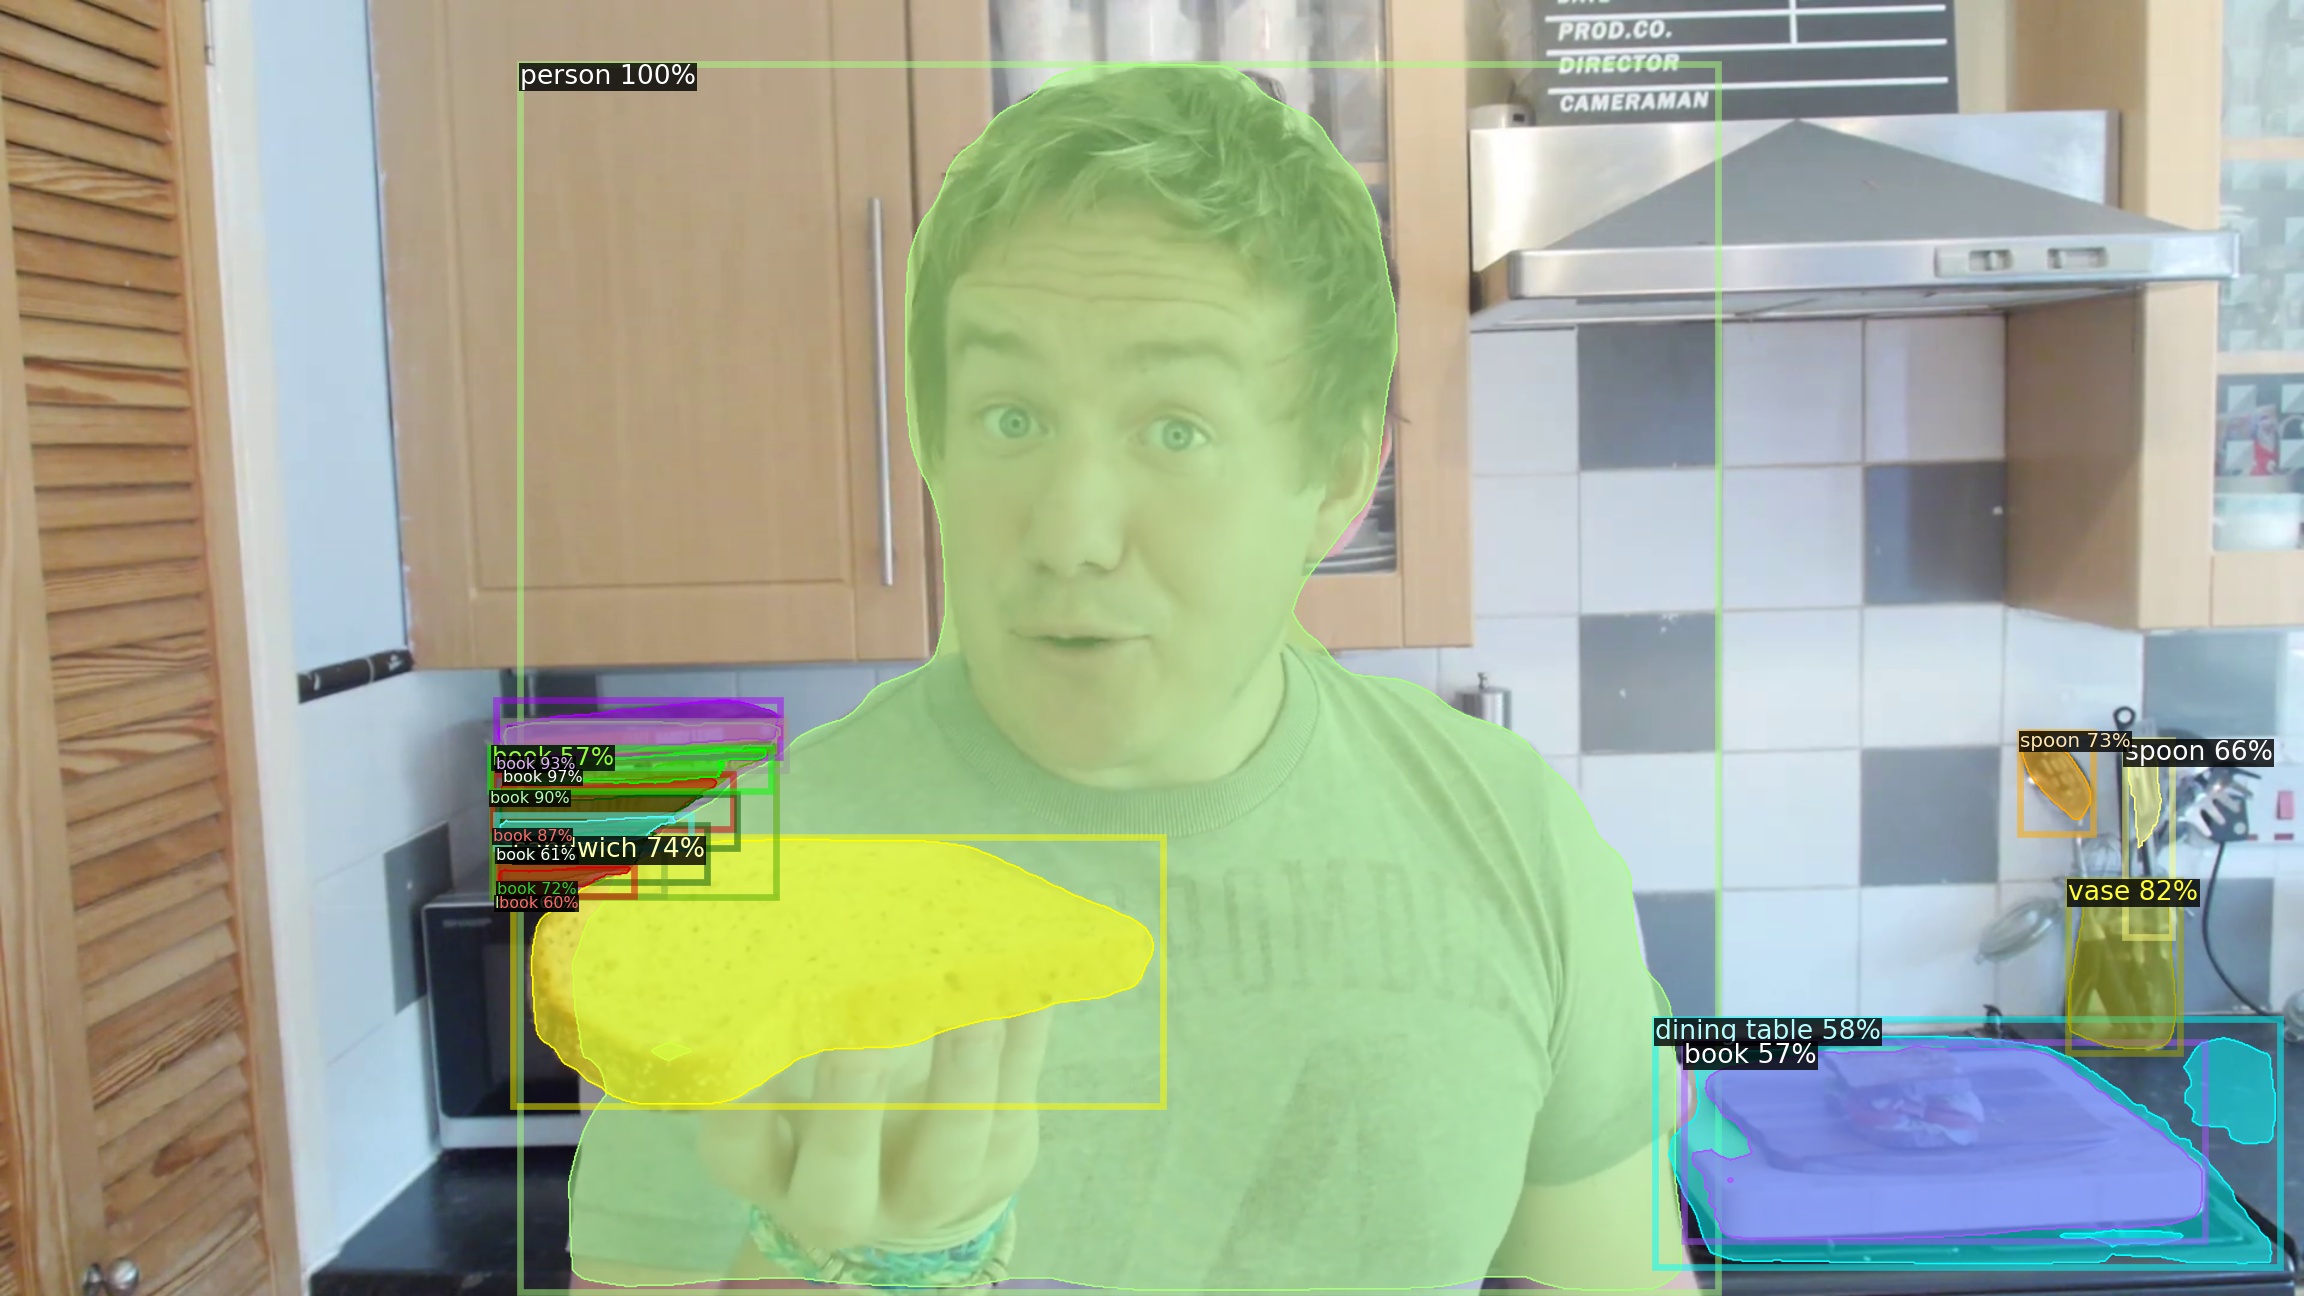 PROD.CO.
DIRECTOR
CAMERAMAN
person 100%
book 57%
book 93%
book 97%
book 90%
book 87%
wich 74%
book 61%
book 72%
book 60%
spoon 73%
spoon 66%
vase 82%
dining table 58%
book 57%